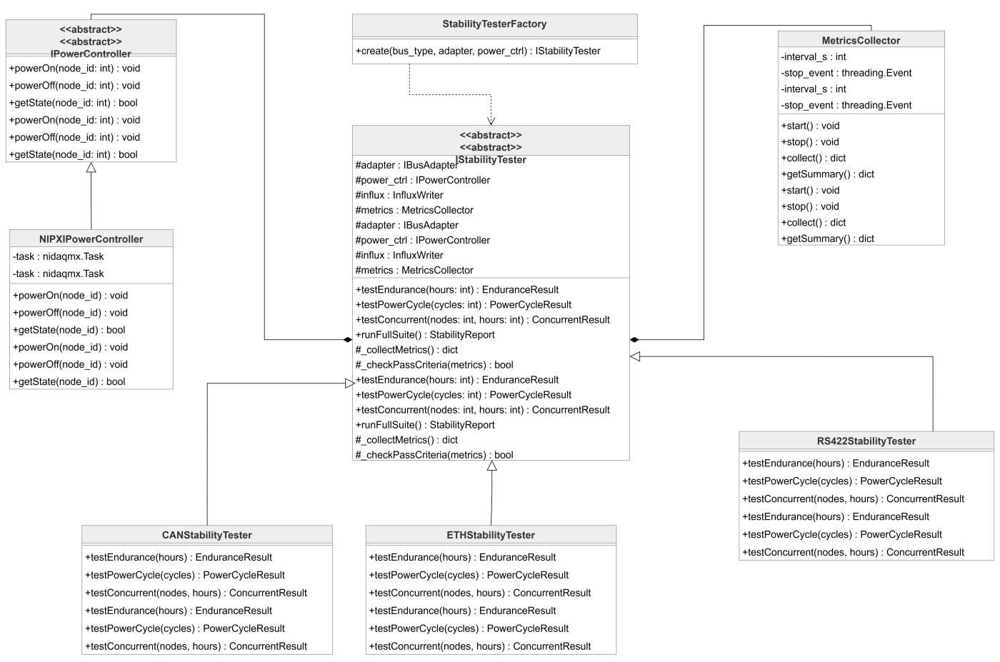 <<abstract>>
<<abstract>>
IPowerController
+powerOn(node_id: int) : void
+powerOff(node_id: int) : void
+getState(node_id: int) : bool
+powerOn(node_id: int) : void
+powerOff(node_id: int) : void
+getState(node_id: int) : bool
StabilityTesterFactory
+create(bus_type, adapter, power_ctrl) : IStabilityTester
MetricsCollector
-interval_s : int
-stop_event : threading.Event
-interval_s : int
-stop_event : threading.Event
+start() : void
+stop() : void
+collect() : dict
+getSummary() : dict
+start() : void
+stop() : void
+collect() : dict
+getSummary() : dict
<<abstract>>
<<abstract>>
IStabilityTester
#adapter : IBusAdapter
#power_ctrl : IPowerController
#influx : InfluxWriter
#metrics : MetricsCollector
#adapter : IBusAdapter
#power_ctrl : IPowerController
#influx : InfluxWriter
#metrics : MetricsCollector
+testEndurance(hours: int) : EnduranceResult
+testPowerCycle(cycles: int) : PowerCycleResult
+testConcurrent(nodes: int, hours: int) : ConcurrentResult
+runFullSuite() : StabilityReport
#_collectMetrics() : dict
#_checkPassCriteria(metrics) : bool
+testEndurance(hours: int) : EnduranceResult
+testPowerCycle(cycles: int) : PowerCycleResult
+testConcurrent(nodes: int, hours: int) : ConcurrentResult
+runFullSuite() : StabilityReport
#_collectMetrics() : dict
#_checkPassCriteria(metrics) : bool
NIPXIPowerController
-task : nidaqmx.Task
-task : nidaqmx.Task
+powerOn(node_id) : void
+powerOff(node_id) : void
+getState(node_id) : bool
+powerOn(node_id) : void
+powerOff(node_id) : void
+getState(node_id) : bool
RS422StabilityTester
+testEndurance(hours) : EnduranceResult
+testPowerCycle(cycles) : PowerCycleResult
+testConcurrent(nodes, hours) : ConcurrentResult
+testEndurance(hours) : EnduranceResult
+testPowerCycle(cycles) : PowerCycleResult
+testConcurrent(nodes, hours) : ConcurrentResult
CANStabilityTester
+testEndurance(hours) : EnduranceResult
+testPowerCycle(cycles) : PowerCycleResult
+testConcurrent(nodes, hours) : ConcurrentResult
+testEndurance(hours) : EnduranceResult
+testPowerCycle(cycles) : PowerCycleResult
+testConcurrent(nodes, hours) : ConcurrentResult
ETHStabilityTester
+testEndurance(hours) : EnduranceResult
+testPowerCycle(cycles) : PowerCycleResult
+testConcurrent(nodes, hours) : ConcurrentResult
+testEndurance(hours) : EnduranceResult
+testPowerCycle(cycles) : PowerCycleResult
+testConcurrent(nodes, hours) : ConcurrentResult